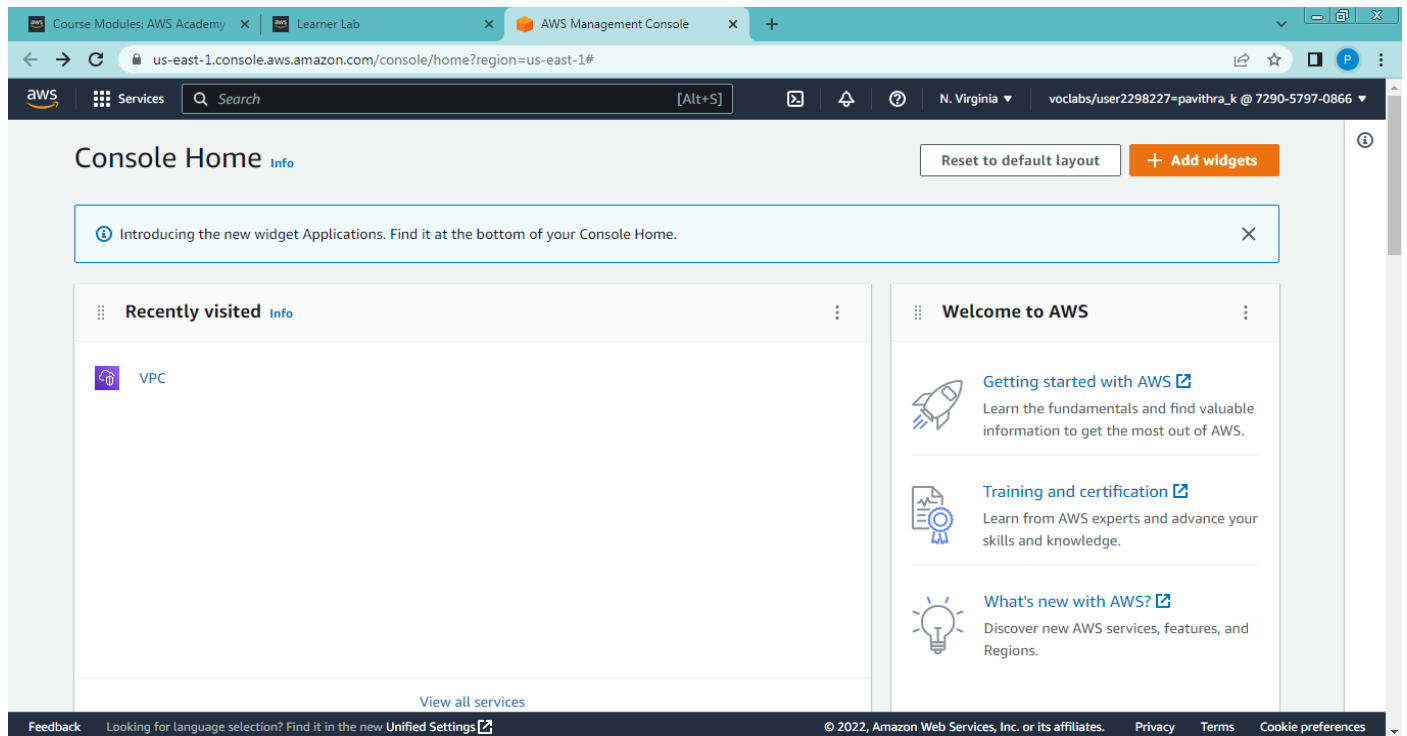 Course Modules: AWS Academy
Learner Lab
AWS Management Console
us-east-1.console.aws.amazon.com/console/home?region=us-east-1#
P
aws
Services
Search
[Alt+S]
N. Virginia
voclabs/user2298227=pavithra_k @ 7290-5797-0866
Console Home Info
Reset to default layout
Add widgets
Introducing the new widget Applications. Find it at the bottom of your Console Home.
Recently visited Info
VPC
View all services
Welcome to AWS
Getting started with AWS
Learn the fundamentals and find valuable
information to get the most out of AWS.
Training and certification
Learn from AWS experts and advance your
skills and knowledge.
What's new with AWS?
Discover new AWS services, features, and
Regions.
Feedback
Looking for language selection? Find it in the new Unified Settings
© 2022, Amazon Web Services, Inc. or its affiliates.
Privacy
Terms
Cookie preferences